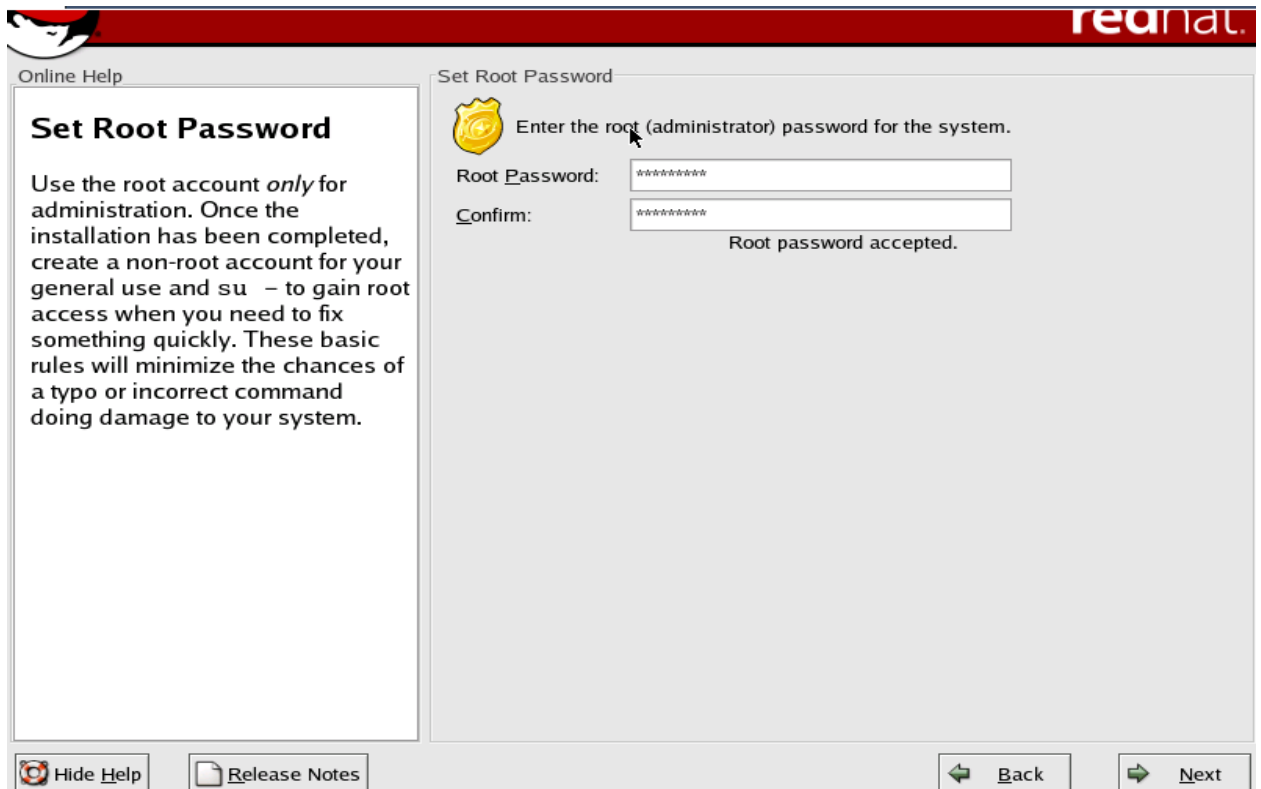 redhat.
Online Help
Set Root Password
Use the root account only for
administration. Once the
installation has been completed,
create a non-root account for your
general use and su - to gain root
access when you need to fix
something quickly. These basic
rules will minimize the chances of
a typo or incorrect command
doing damage to your system.
Set Root Password
Enter the root (administrator) password for the system.
Root Password: *********
Confirm: *********
Root password accepted.
Hide Help
Release Notes
Back
Next